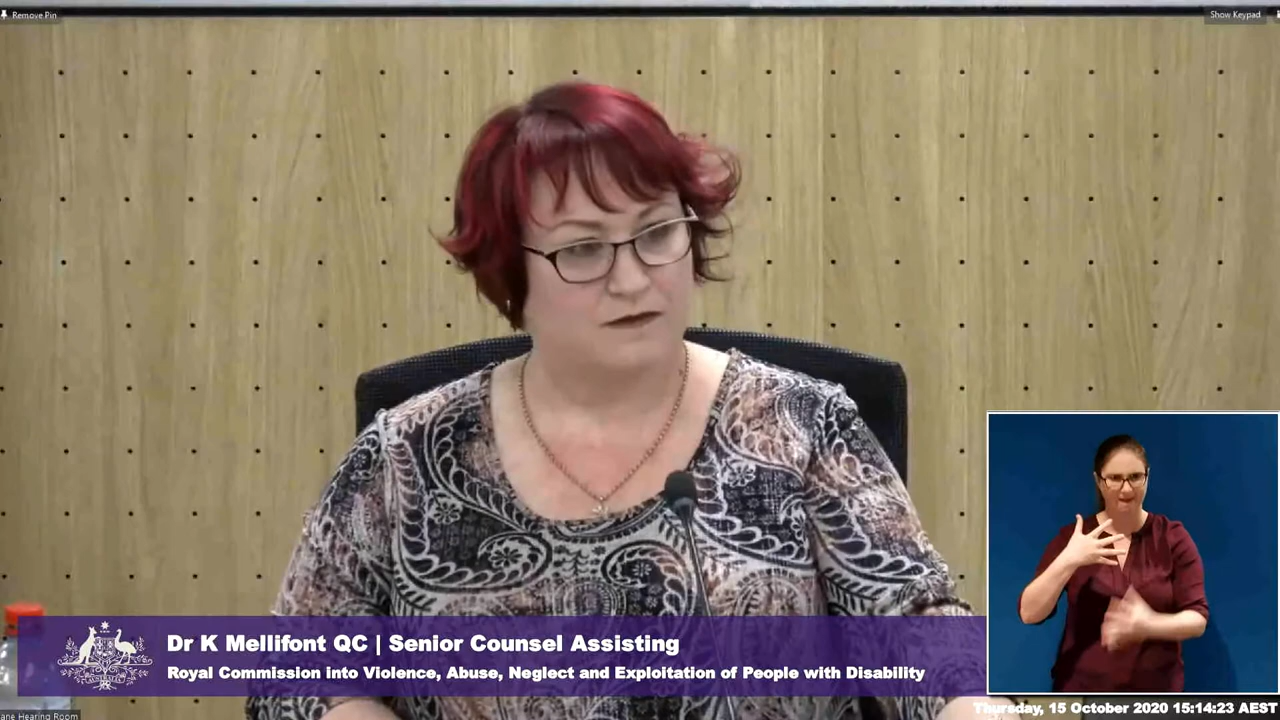 Remove Pin
Show Keypad
Dr K Mellifont QC | Senior Counsel Assisting
Royal Commission into Violence, Abuse, Neglect and Exploitation of People with Disability
ane Hearing Room
Thursday, 15 October 2020 15:14:23 AEST